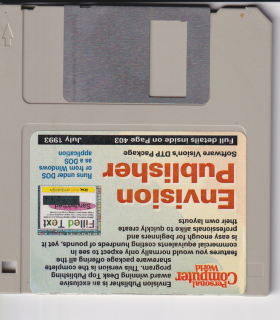 Personal
Computer
World
Envision Publisher is an exclusive
award winning Desk Top Publishing
program. This version is the complete
shareware package offering all the
features you would normally only expect to see in
commercial equivalents costing hundreds of pounds, yet it
is easy enough for beginners and
professionals alike to quickly create
their own layouts
Filled Text
Envision
Publisher
Runs under DOS
or from Windows
as a DOS
application
Software Vision's DTP Package
Full details inside on Page 403
July 1993